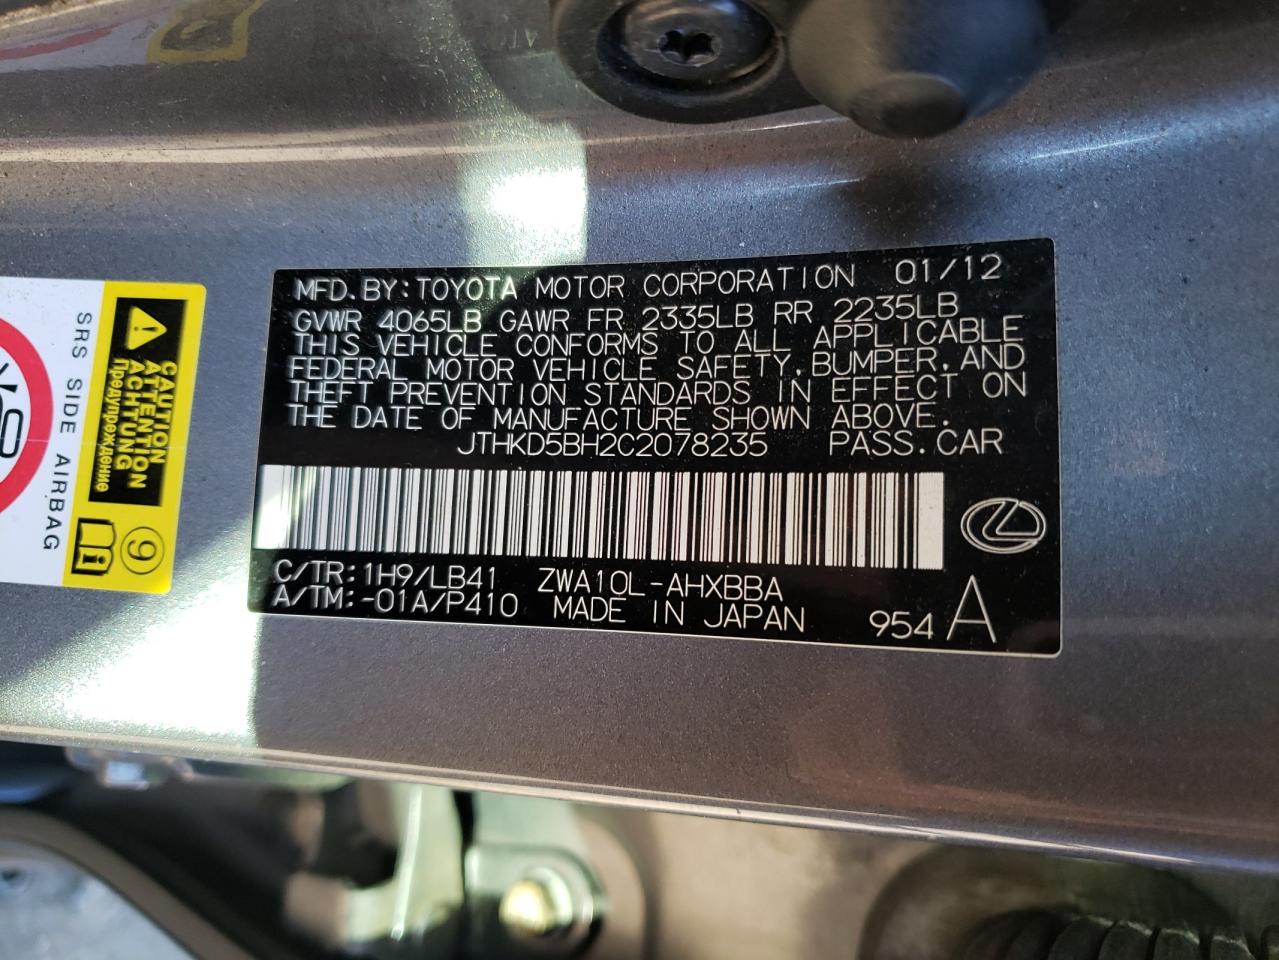 MFD.BY:TOYOTA MOTOR CORPORATION 01/12
GVWR 4065LB GAWR FR 2335LB RR 2235LB
THIS VEHICLE CONFORMS TO ALL APPLICABLE
FEDERAL MOTOR VEHICLE SAFETY,BUMPER,AND
THEFT PREVENTION STANDARDS IN EFFECT ON
THE DATE OF MANUFACTURE SHOWN ABOVE.
JTHKD5BH2C2078235 PASS.CAR
C/TR:1H9/LB41 ZWA10L-AHXBBA
A/TM:-01A/P410 MADE IN JAPAN 954 A
SRS SIDE AIRBAG
CAUTION
ATTENTION
ACHTUNG
Предупреждение
9